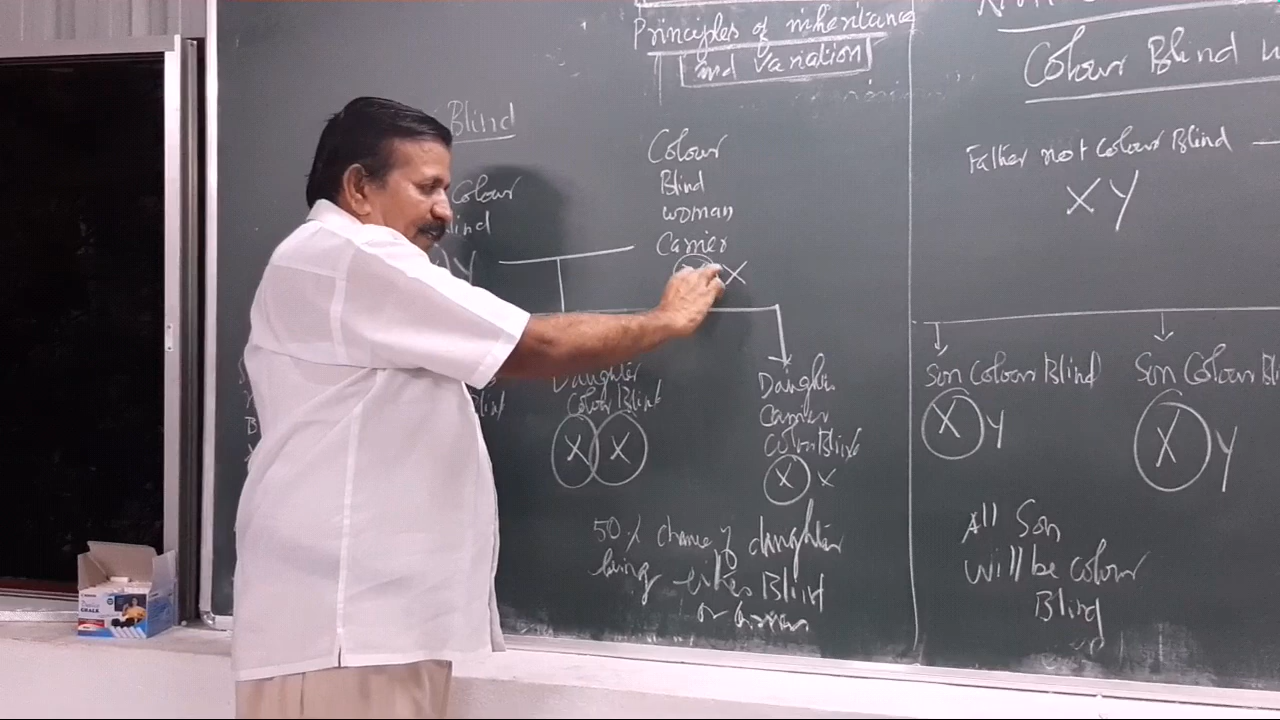 Principles of inheritance
and Variation
Blind
Colour
Y
Colour
Blind
woman
Carrier
X
Daughter
Colour Blind
X X
Daughter
Carrier
Colour Blind
X X
50% chance of daughter
being either Blind
or
Colour Blind
Father not Colour Blind
X Y
Son Colour Blind
X Y
Son Colour Bl
X Y
All Son
will be colour
Blind
CHALK